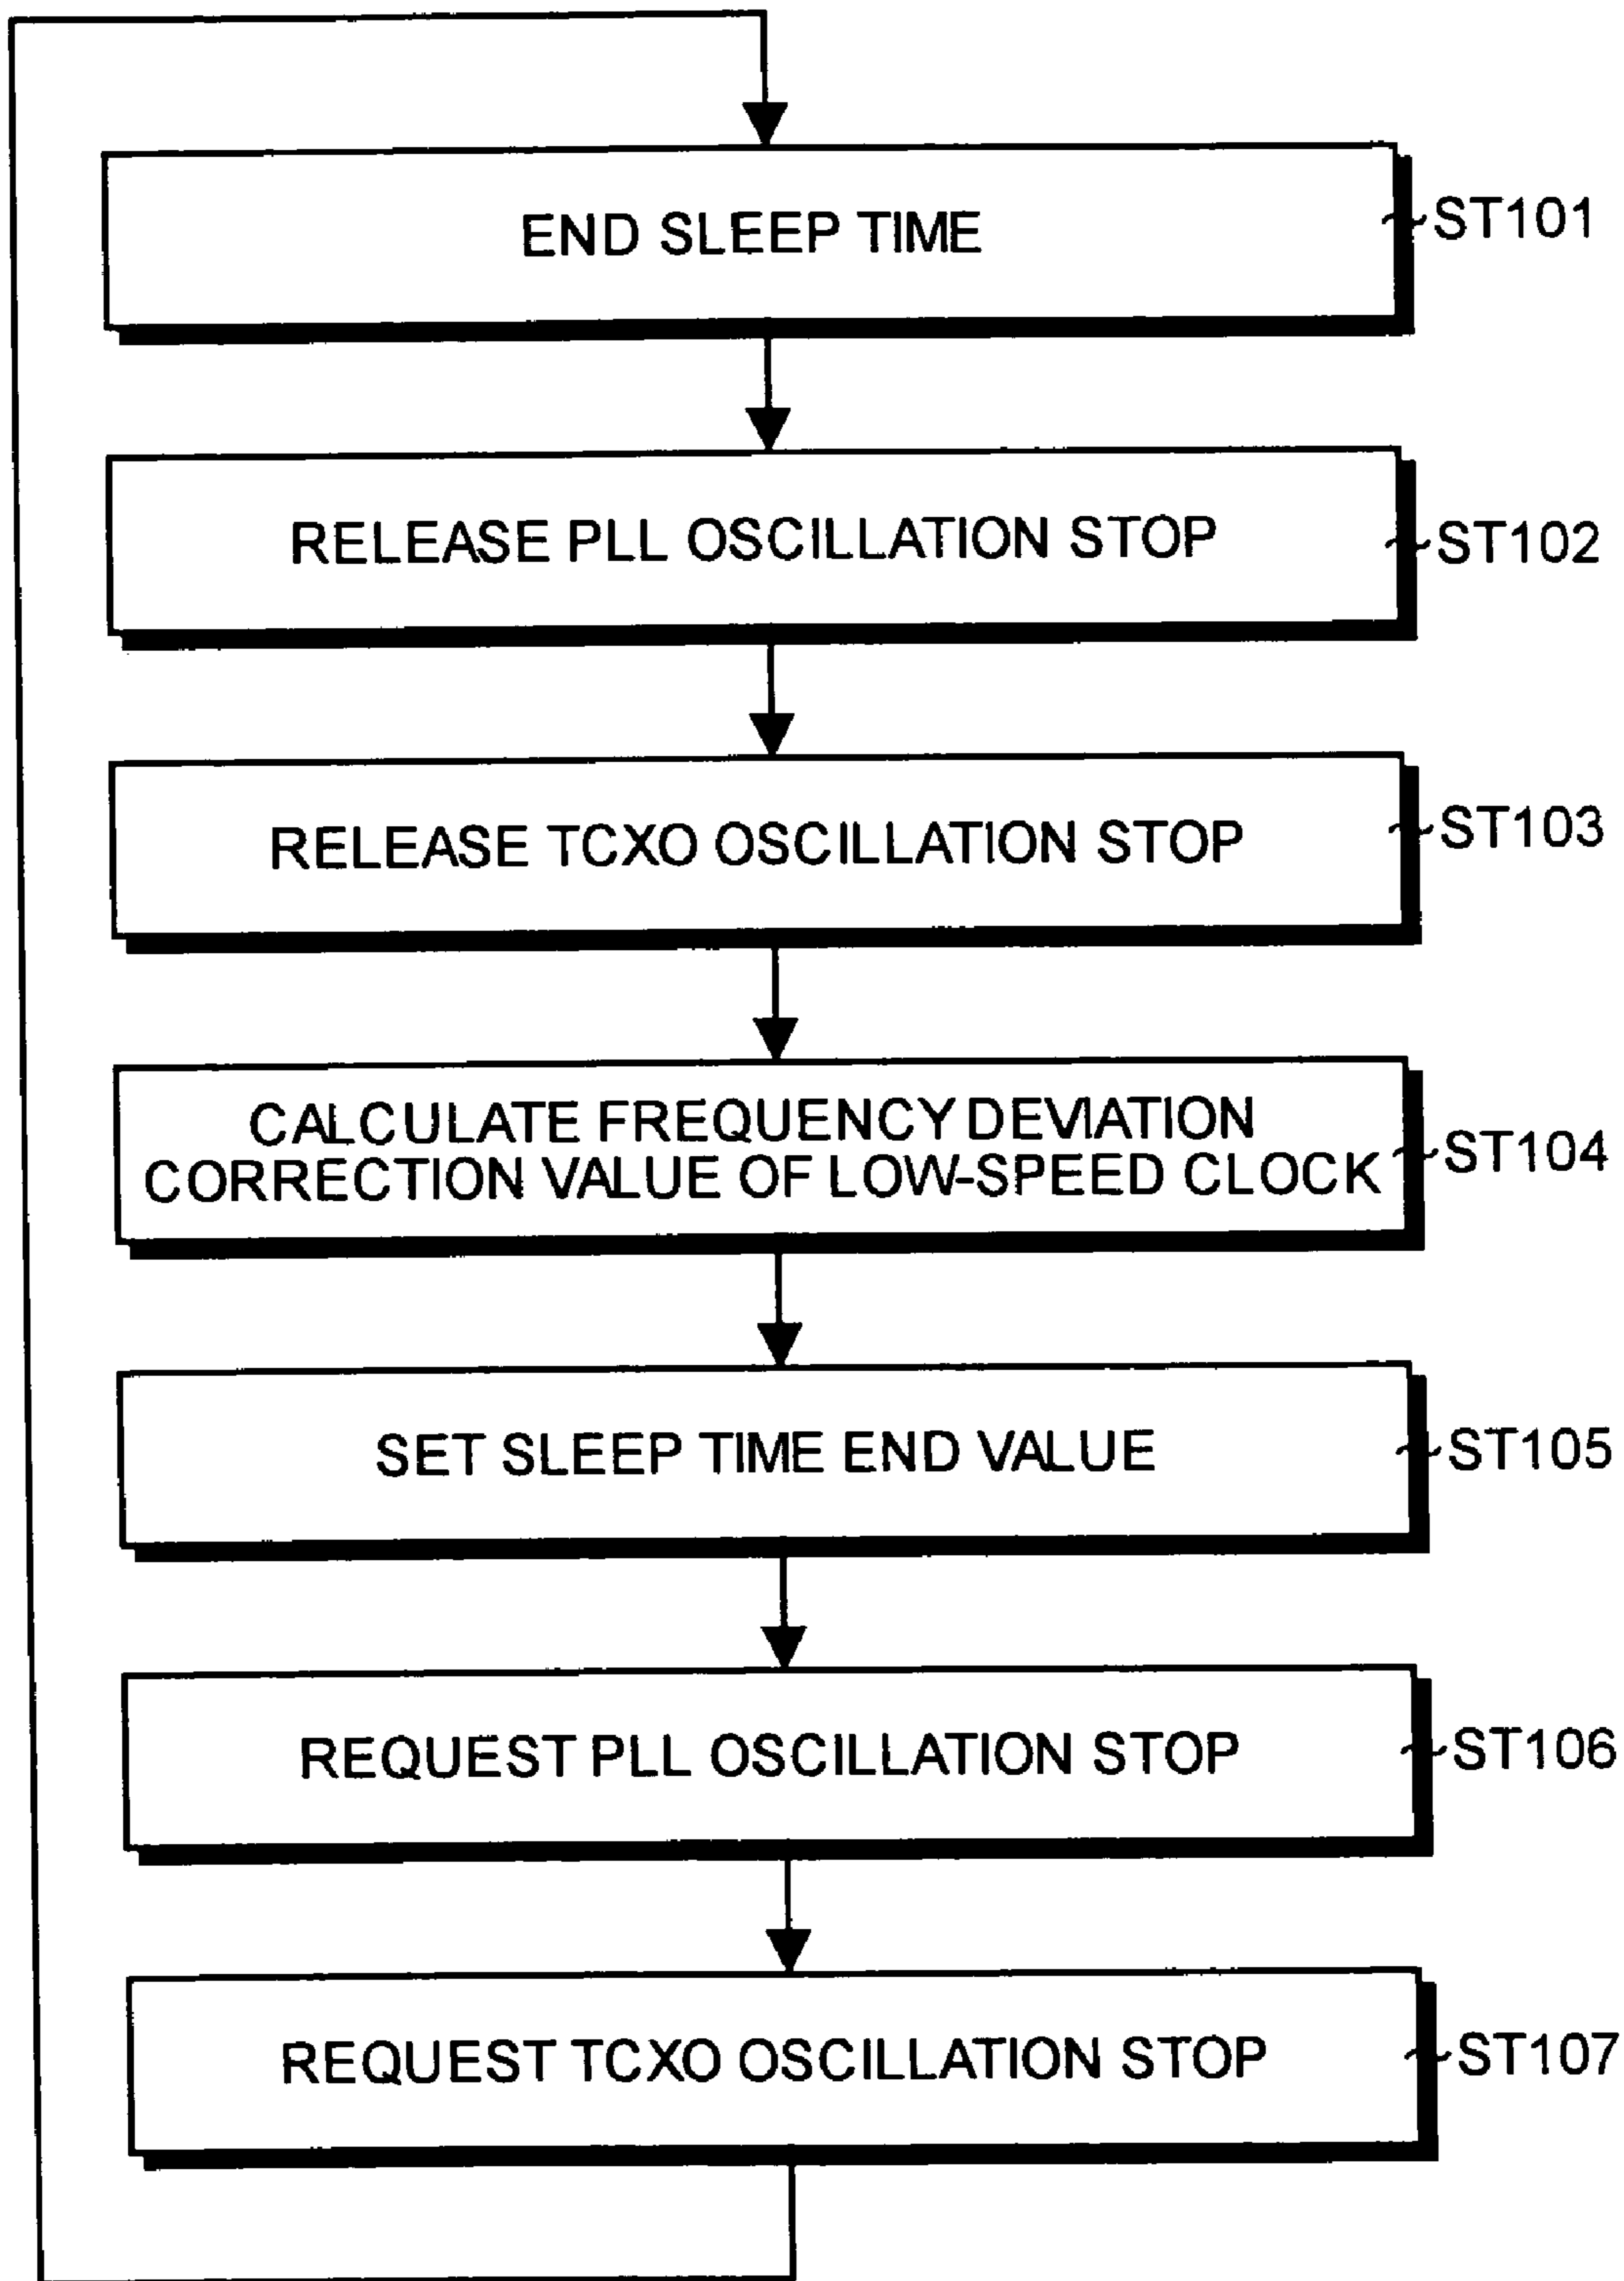 END SLEEP TIME
ST101
RELEASE PLL OSCILLATION STOP
ST102
RELEASE TCXO OSCILLATION STOP
ST103
CALCULATE FREQUENCY DEVIATION
CORRECTION VALUE OF LOW-SPEED CLOCK
ST104
SET SLEEP TIME END VALUE
ST105
REQUEST PLL OSCILLATION STOP
ST106
REQUEST TCXO OSCILLATION STOP
ST107